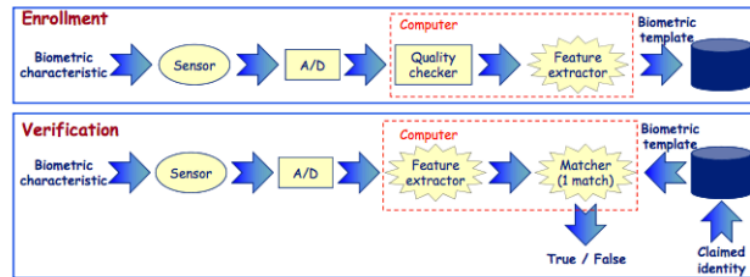 Enrollment
Computer
Biometric
template
Biometric
characteristic
Sensor
A/D
Quality
checker
Feature
extractor
Verification
Computer
Biometric
template
Biometric
characteristic
Sensor
A/D
Feature
extractor
Matcher
(1 match)
True / False
Claimed
identity